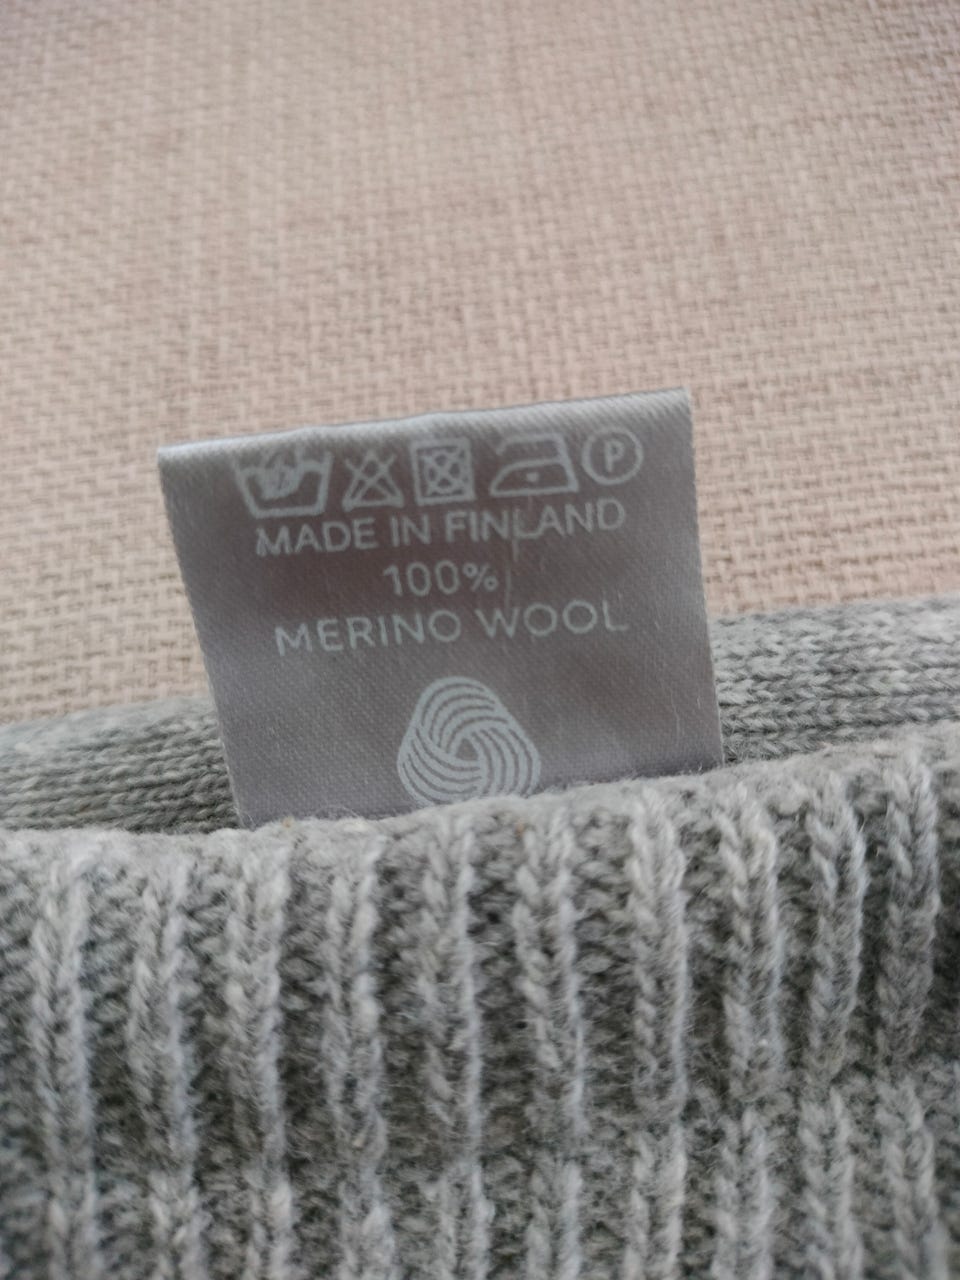 P
MADE IN FINLAND
100%
MERINO WOOL